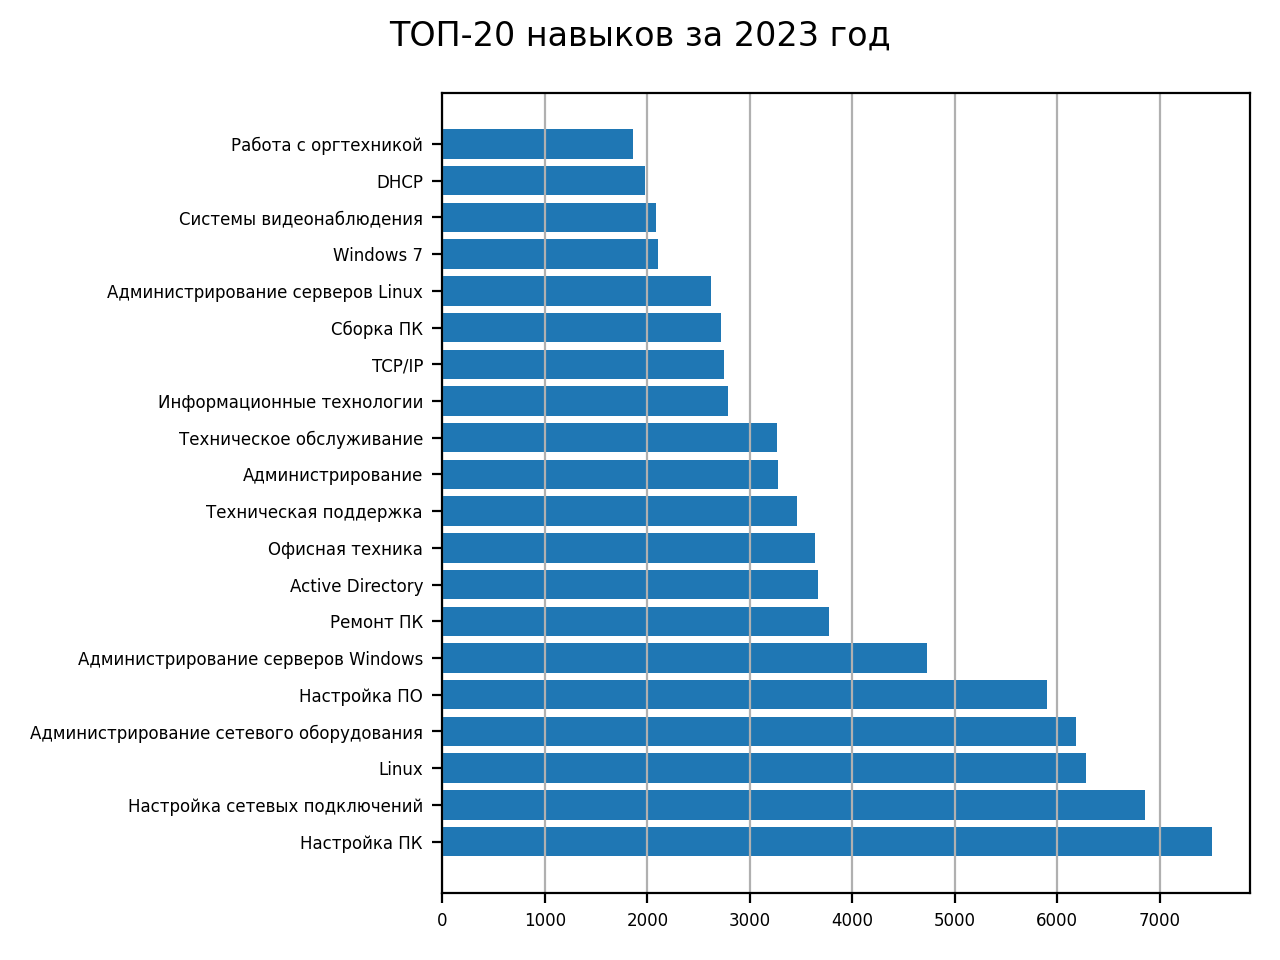 ТОП-20 навыков за 2023 год
Работа с оргтехникой
DHCP
Системы видеонаблюдения
Windows 7
Администрирование серверов Linux
Сборка ПК
TCP/IP
Информационные технологии
Техническое обслуживание
Администрирование
Техническая поддержка
Офисная техника
Active Directory
Ремонт ПК
Администрирование серверов Windows
Настройка ПО
Администрирование сетевого оборудования
Linux
Настройка сетевых подключений
Настройка ПК
0 1000 2000 3000 4000 5000 6000 7000